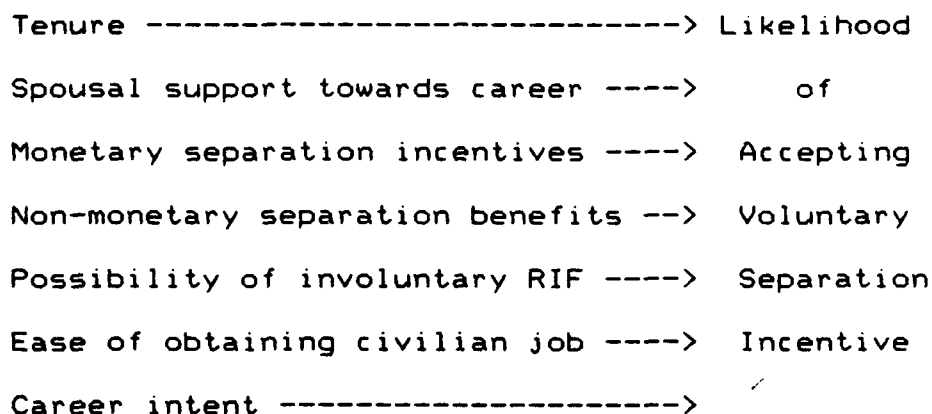 Tenure ----------------------------> Likelihood
Spousal support towards career ----> of
Monetary separation incentives ----> Accepting
Non-monetary separation benefits --> Voluntary
Possibility of involuntary RIF ----> Separation
Ease of obtaining civilian job ----> Incentive
Career intent --------------------->